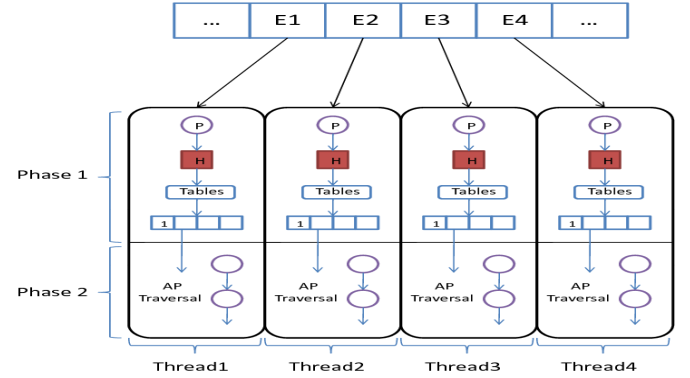 ... E1 E2 E3 E4 ...
P P P P
H H H H
Phase 1
Tables Tables Tables Tables
1 1 1 1
AP AP AP AP
Phase 2
Traversal Traversal Traversal Traversal
Thread1 Thread2 Thread3 Thread4